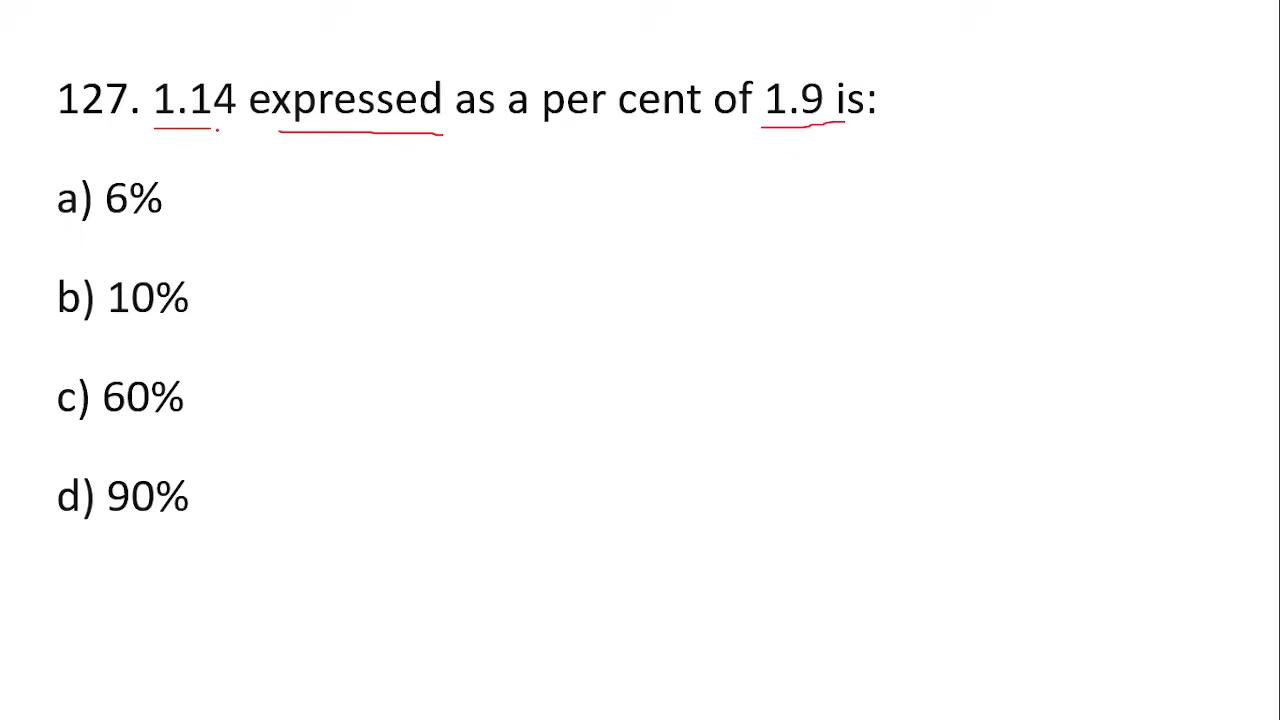 127. 1.14 expressed as a per cent of 1.9 is:
a) 6%
b) 10%
c) 60%
d) 90%